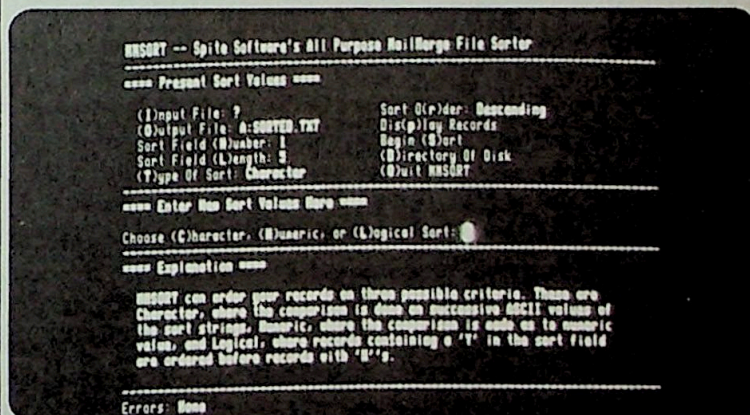 MMSORT -- Spite Software's All Purpose MailMerge File Sorter
==== Present Sort Values ====
(I)nput File: ?
(O)utput File: A:SORTED.TXT
Sort Field (N)umber: 1
Sort Field (L)ength: 5
(T)ype Of Sort: Character
Sort O(r)der: Descending
Dis(p)lay Records
Begin (S)ort
(D)irectory Of Disk
(Q)uit MMSORT
==== Enter New Sort Values Here ====
Choose (C)haracter, (N)umeric, or (L)ogical Sort:
==== Explanation ====
MMSORT can order your records on three possible criteria. These are
Character, where the comparison is done on successive ASCII values of
the sort strings, Numeric, where the comparison is made as to numeric
value, and Logical, where records containing a 'Y' in the sort field
are ordered before records with 'N''s.
Errors: None